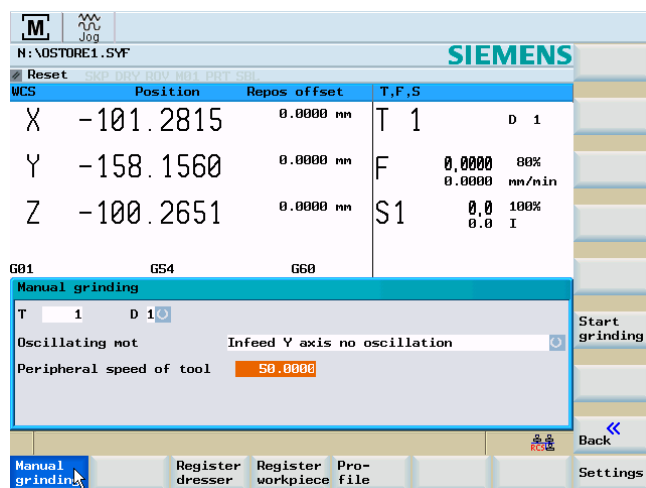 M
Jog
N:\OSTORE1.SYF
SIEMENS
Reset SKP DRY ROV M01 PRT SBL
WCS Position Repos offset T,F,S
X -101.2815 0.0000 mm T 1 D 1
Y -158.1560 0.0000 mm F 0,0000 80%
0.0000 mm/min
Z -100.2651 0.0000 mm S1 0,0 100%
0.0 I
G01 G54 G60
Manual grinding
T 1 D 1
Oscillating mot Infeed Y axis no oscillation
Peripheral speed of tool 50.0000
Start
grinding
RCS
Back
Manual
grinding
Register
dresser
Register
workpiece
Pro-
file
Settings